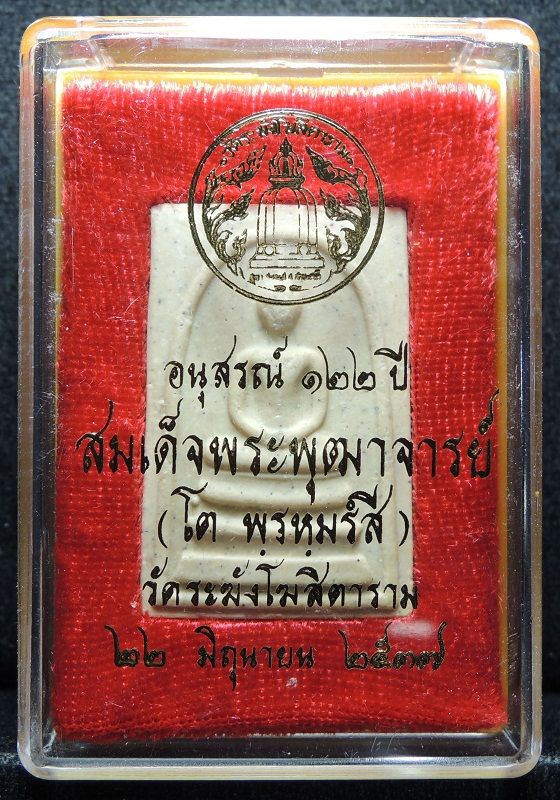 อนุสรณ์ ๑๒๒ ปี
สมเด็จพระพุฒาจารย์
(โต พฺรหฺมรํสี)
วัดระฆังโฆสิตาราม
๒๒ มิถุนายน ๒๕๓๗